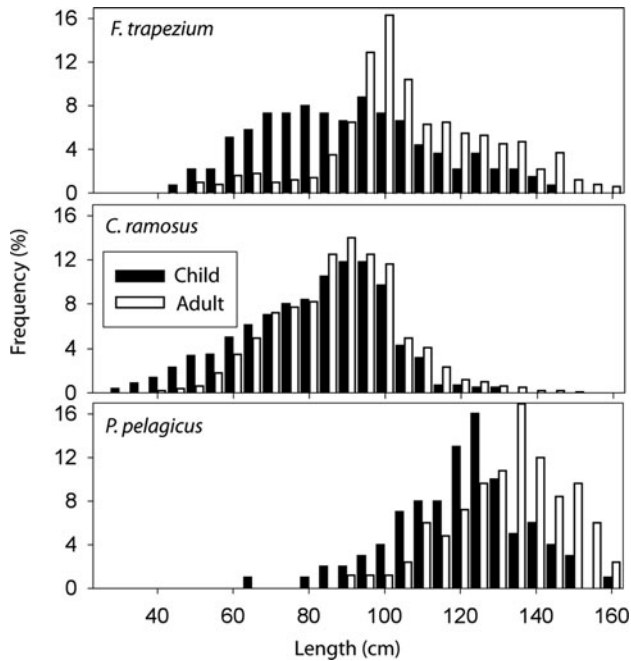 F. trapezium
16
12
8
4
0
C. ramosus
16
12
8
4
0
Child
Adult
Frequency (%)
P. pelagicus
16
12
8
4
0
40 60 80 100 120 140 160
Length (cm)